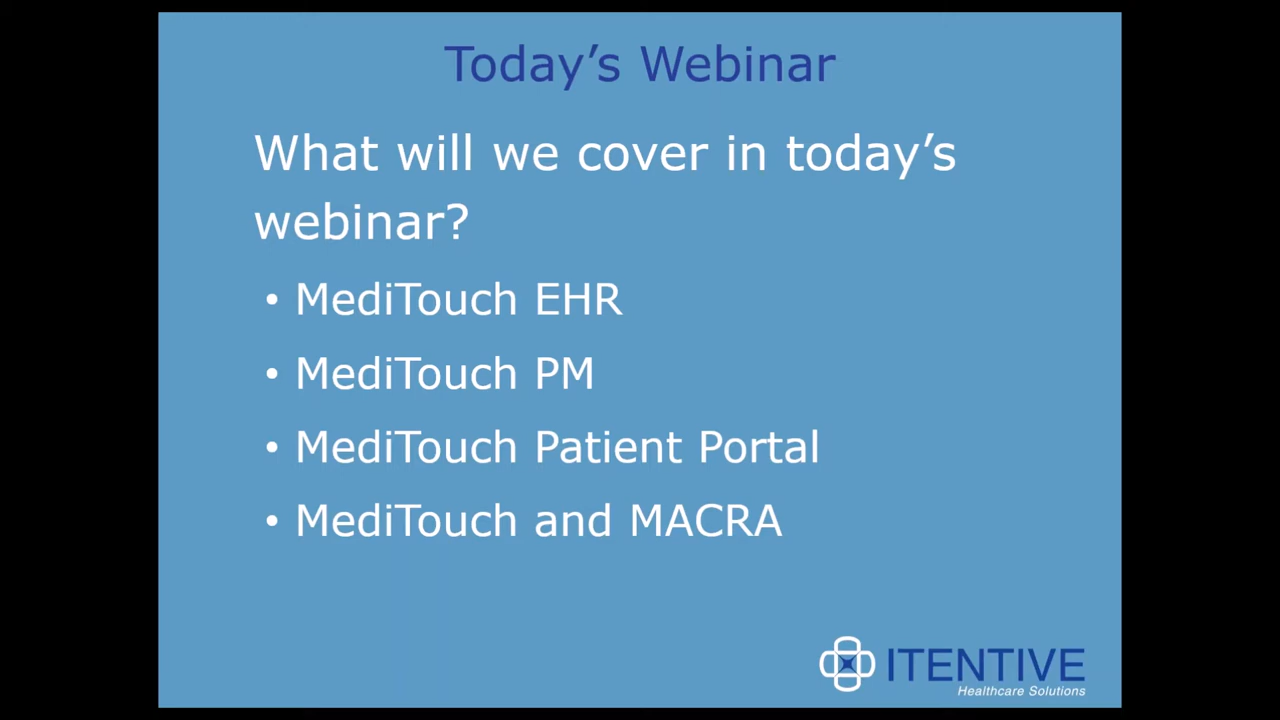 Today’s Webinar
What will we cover in today’s
webinar?
• MediTouch EHR
• MediTouch PM
• MediTouch Patient Portal
• MediTouch and MACRA
ITENTIVE
Healthcare Solutions